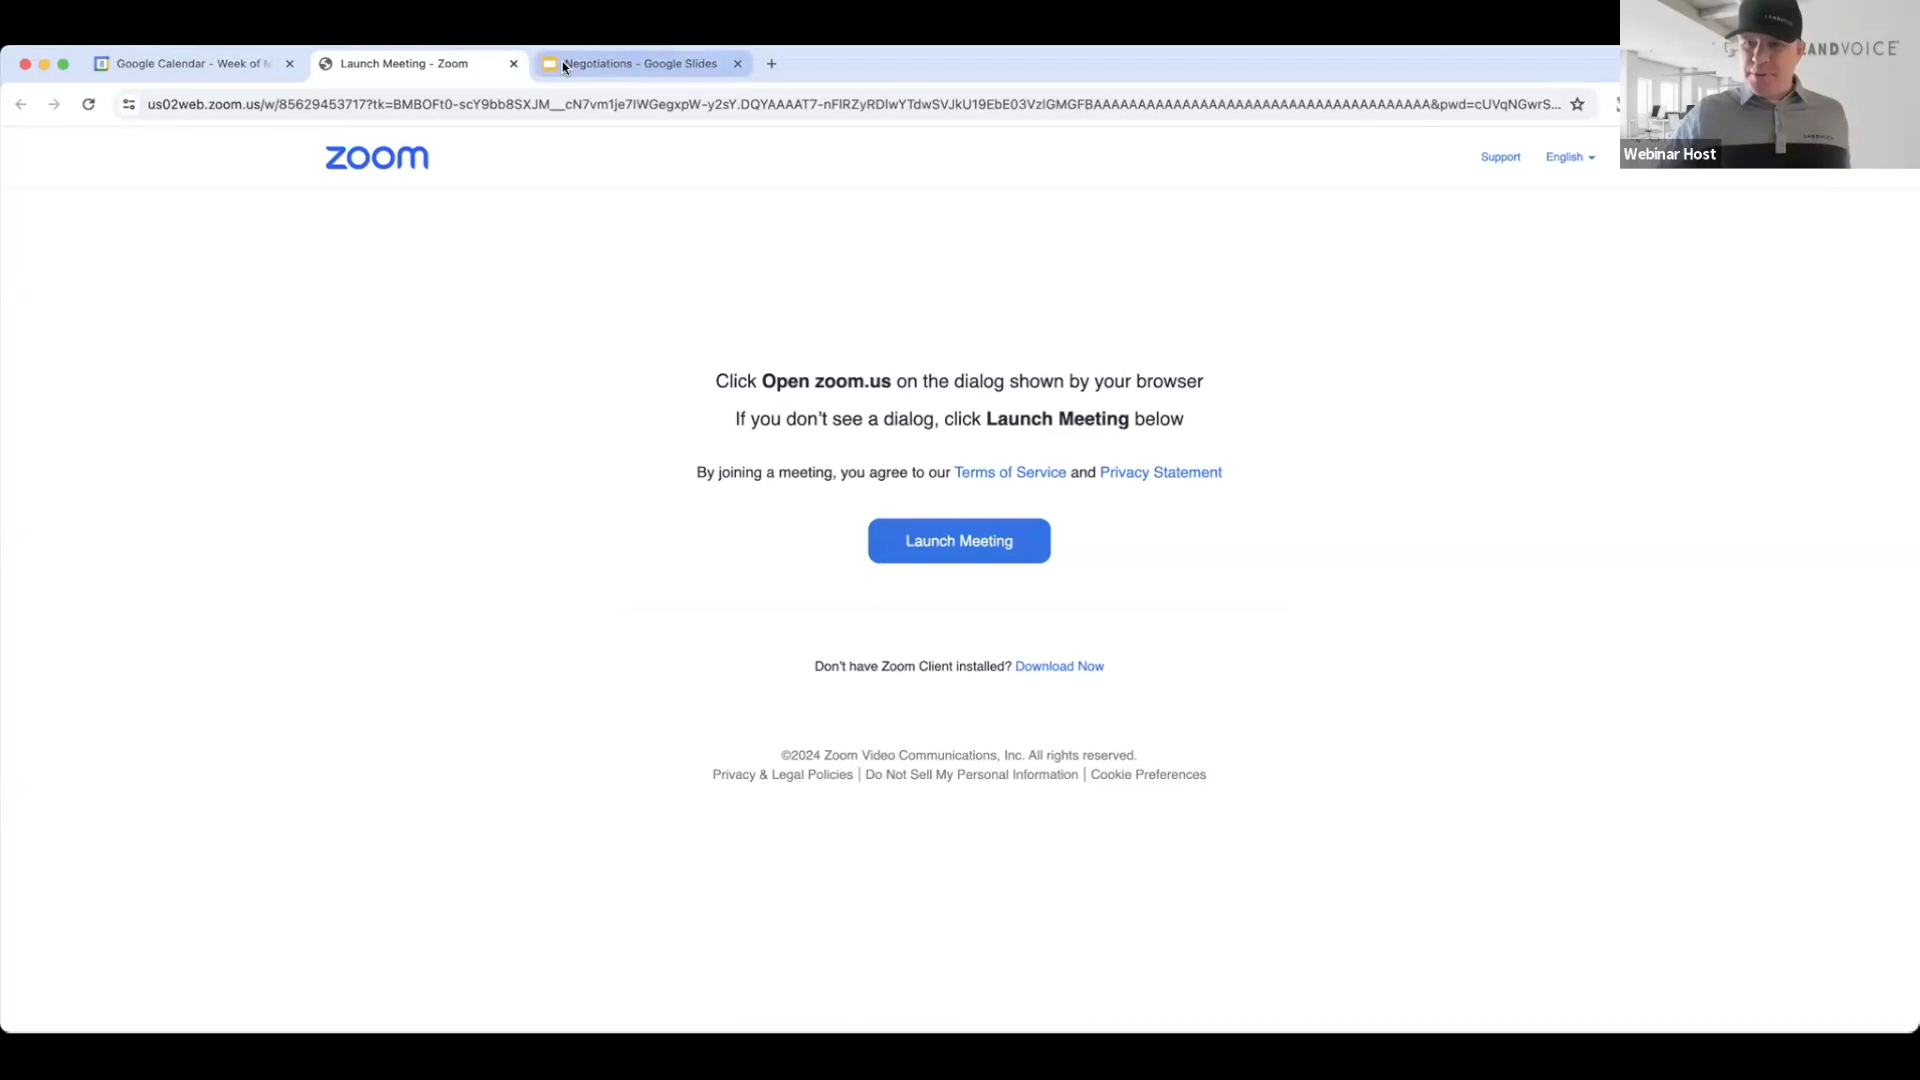 Google Calendar - Week of M
Launch Meeting - Zoom
Negotiations - Google Slides
us02web.zoom.us/w/85629453717?tk=BMBOFt0-scY9bb8SXJM__cN7vm1je7IWGegxpW-y2sY.DQYAAAAT7-nFlRZyRDlwYTdwSVJkU19EbE03VzlGMGFBAAAAAAAAAAAAAAAAAAAAAAAAAAAAAAAAAAAAAA&pwd=cUVqNGwrS...
LANDVOICE
Webinar Host
zoom
Support
English
Click Open zoom.us on the dialog shown by your browser
If you don't see a dialog, click Launch Meeting below
By joining a meeting, you agree to our Terms of Service and Privacy Statement
Launch Meeting
Don't have Zoom Client installed? Download Now
©2024 Zoom Video Communications, Inc. All rights reserved.
Privacy & Legal Policies | Do Not Sell My Personal Information | Cookie Preferences